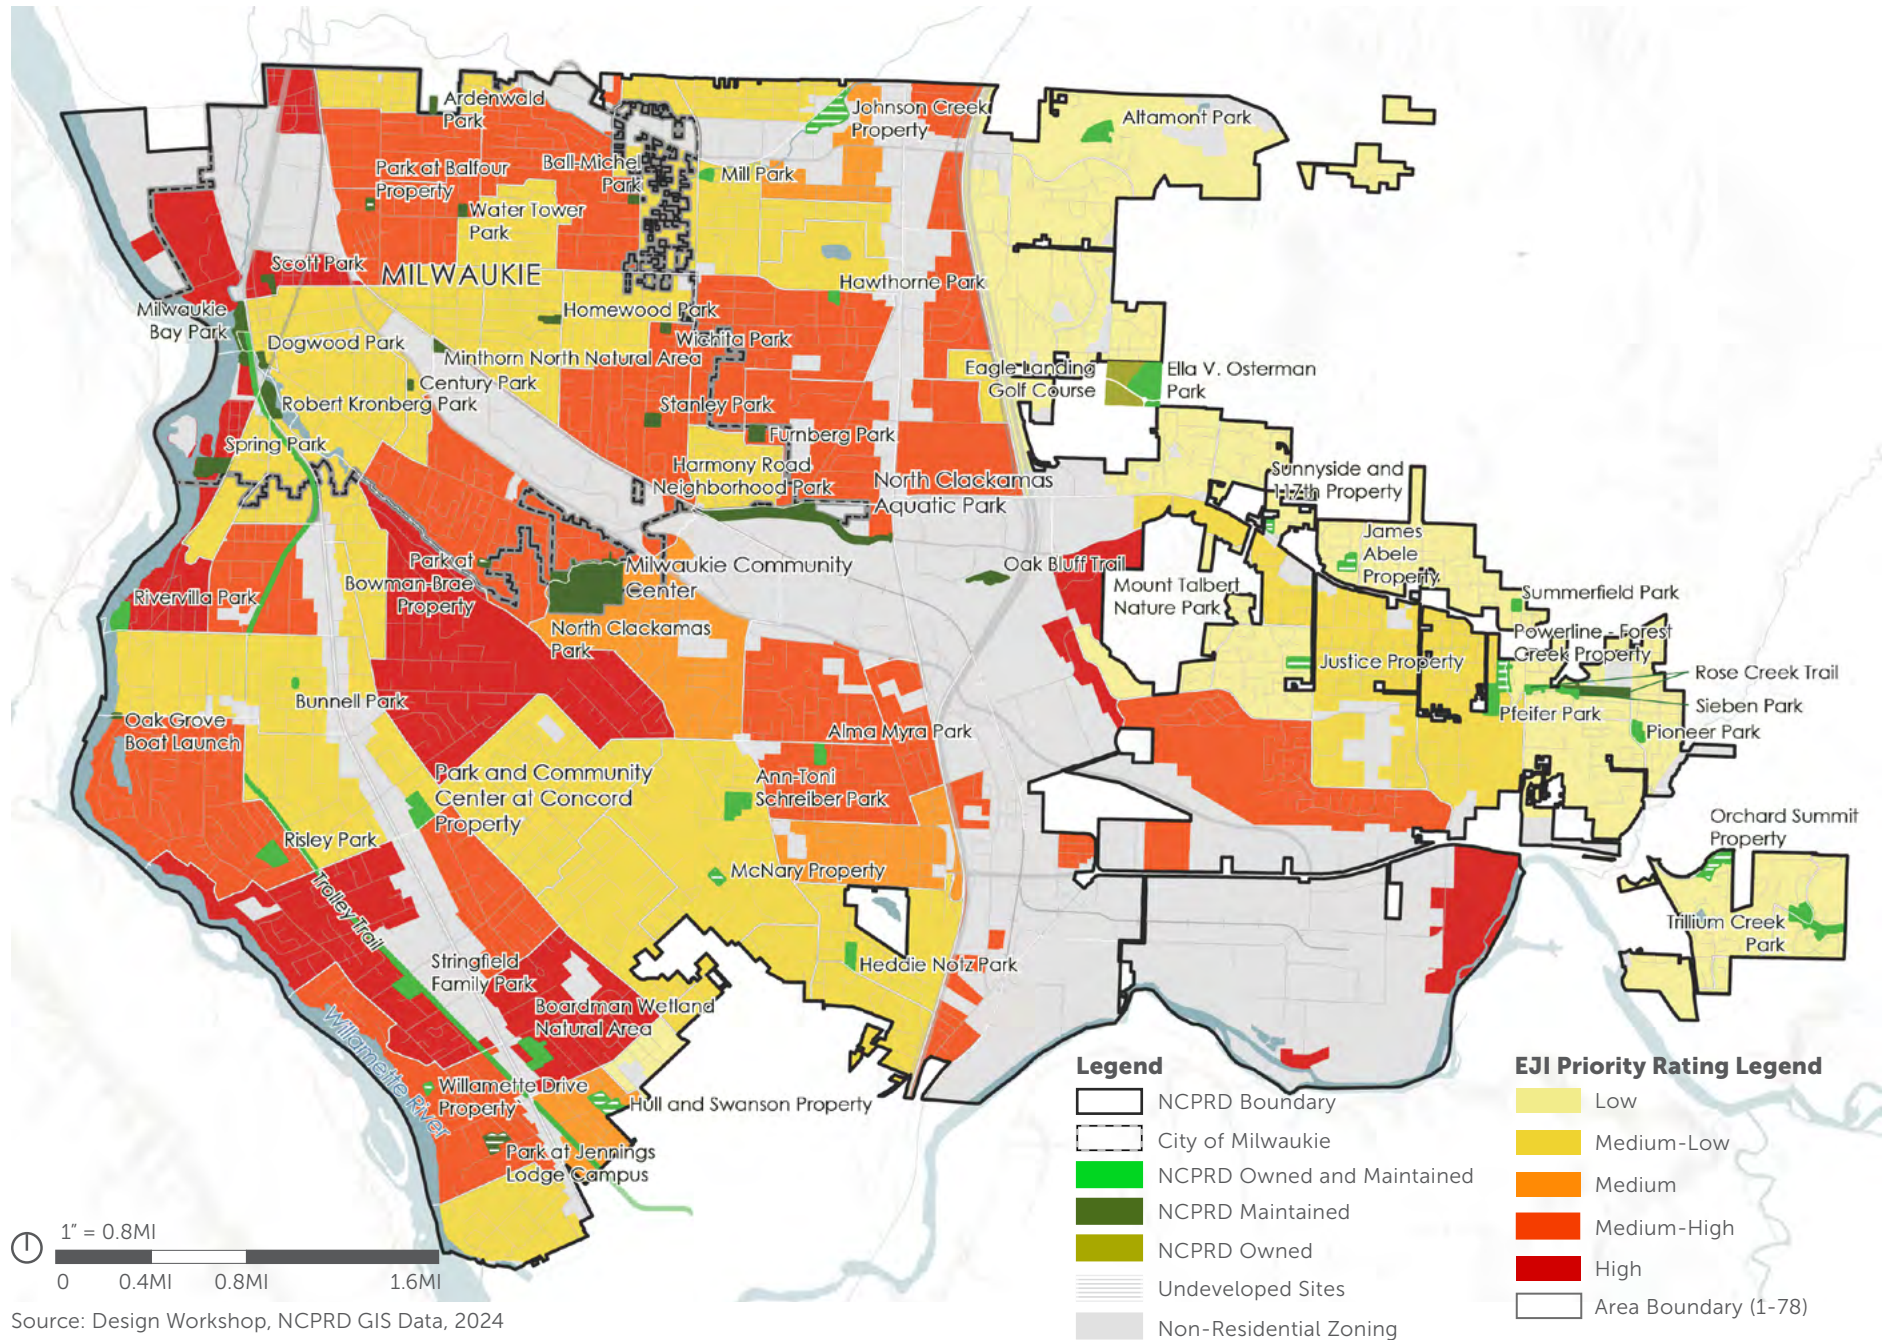 Ardenwald
Park
Johnson Creek
Property
Altamont Park
Park at Balfour
Property
Ball-Michel
Park
Mill Park
Water Tower
Park
Scott Park
MILWAUKIE
Hawthorne Park
Milwaukie
Bay Park
Homewood Park
Dogwood Park
Wichita Park
Minthorn North Natural Area
Century Park
Eagle Landing
Golf Course
Ella V. Osterman
Park
Robert Kronberg Park
Stanley Park
Furnberg Park
Spring Park
Harmony Road
Neighborhood Park
North Clackamas
Aquatic Park
Sunnyside and
117th Property
James
Abele
Property
Park at
Bowman-Brae
Property
Milwaukie Community
Center
Oak Bluff Trail
Mount Talbert
Nature Park
Summerfield Park
Rivervilla Park
North Clackamas
Park
Powerline - Forest
Creek Property
Justice Property
Rose Creek Trail
Bunnell Park
Sieben Park
Pfeifer Park
Oak Grove
Boat Launch
Alma Myra Park
Pioneer Park
Park and Community
Center at Concord
Property
Ann-Toni
Schreiber Park
Orchard Summit
Property
Risley Park
McNary Property
Trolley Trail
Trillium Creek
Park
Stringfield
Family Park
Heddie Notz Park
Boardman Wetland
Natural Area
Willamette River
Willamette Drive
Property
Hull and Swanson Property
Park at Jennings
Lodge Campus
Legend
NCPRD Boundary
City of Milwaukie
NCPRD Owned and Maintained
NCPRD Maintained
NCPRD Owned
Undeveloped Sites
Non-Residential Zoning
EJI Priority Rating Legend
Low
Medium-Low
Medium
Medium-High
High
Area Boundary (1-78)
1" = 0.8MI
0 0.4MI 0.8MI 1.6MI
Source: Design Workshop, NCPRD GIS Data, 2024